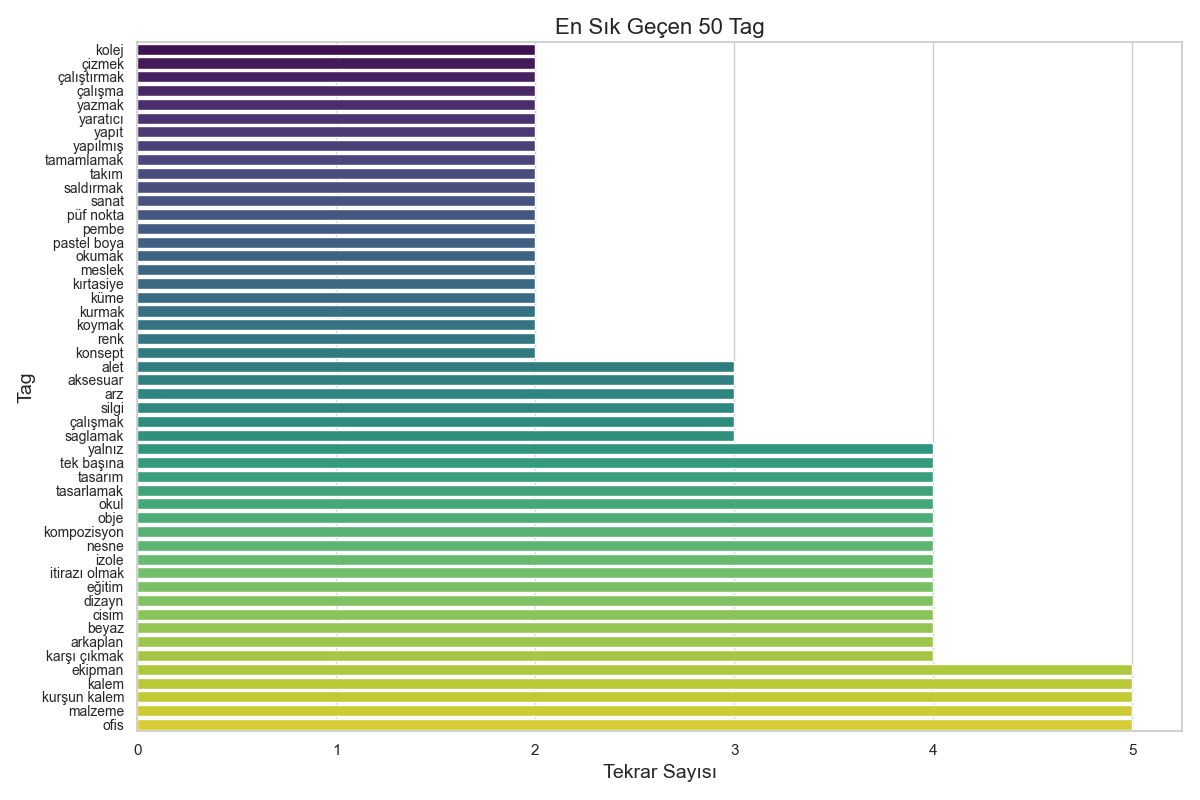 En Sık Geçen 50 Tag
kolej
çizmek
çalıştırmak
çalışma
yazmak
yaratıcı
yapıt
yapılmış
tamamlamak
takım
saldırmak
sanat
püf nokta
pembe
pastel boya
okumak
meslek
kırtasiye
küme
kurmak
koymak
renk
konsept
alet
aksesuar
arz
silgi
çalışmak
saglamak
yalnız
tek başına
tasarım
tasarlamak
okul
obje
kompozisyon
nesne
izole
itirazı olmak
eğitim
dizayn
cisim
beyaz
arkaplan
karşı çıkmak
ekipman
kalem
kurşun kalem
malzeme
ofis
Tag
0 1 2 3 4 5
Tekrar Sayısı